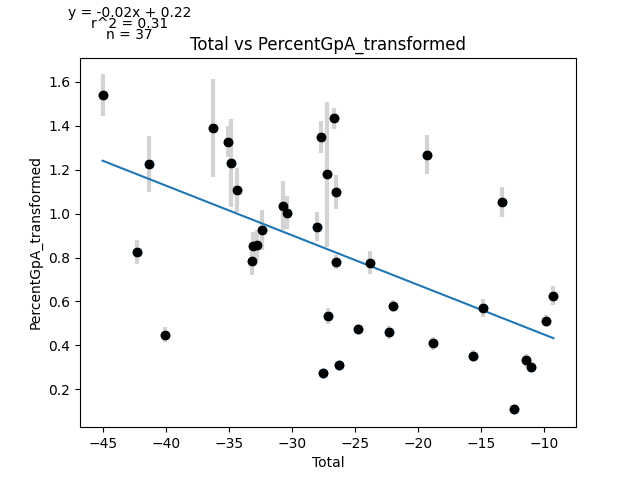 y = -0.02x + 0.22
r^2 = 0.31
n = 37
Total vs PercentGpA_transformed
PercentGpA_transformed
1.6
1.4
1.2
1.0
0.8
0.6
0.4
0.2
−45 −40 −35 −30 −25 −20 −15 −10
Total